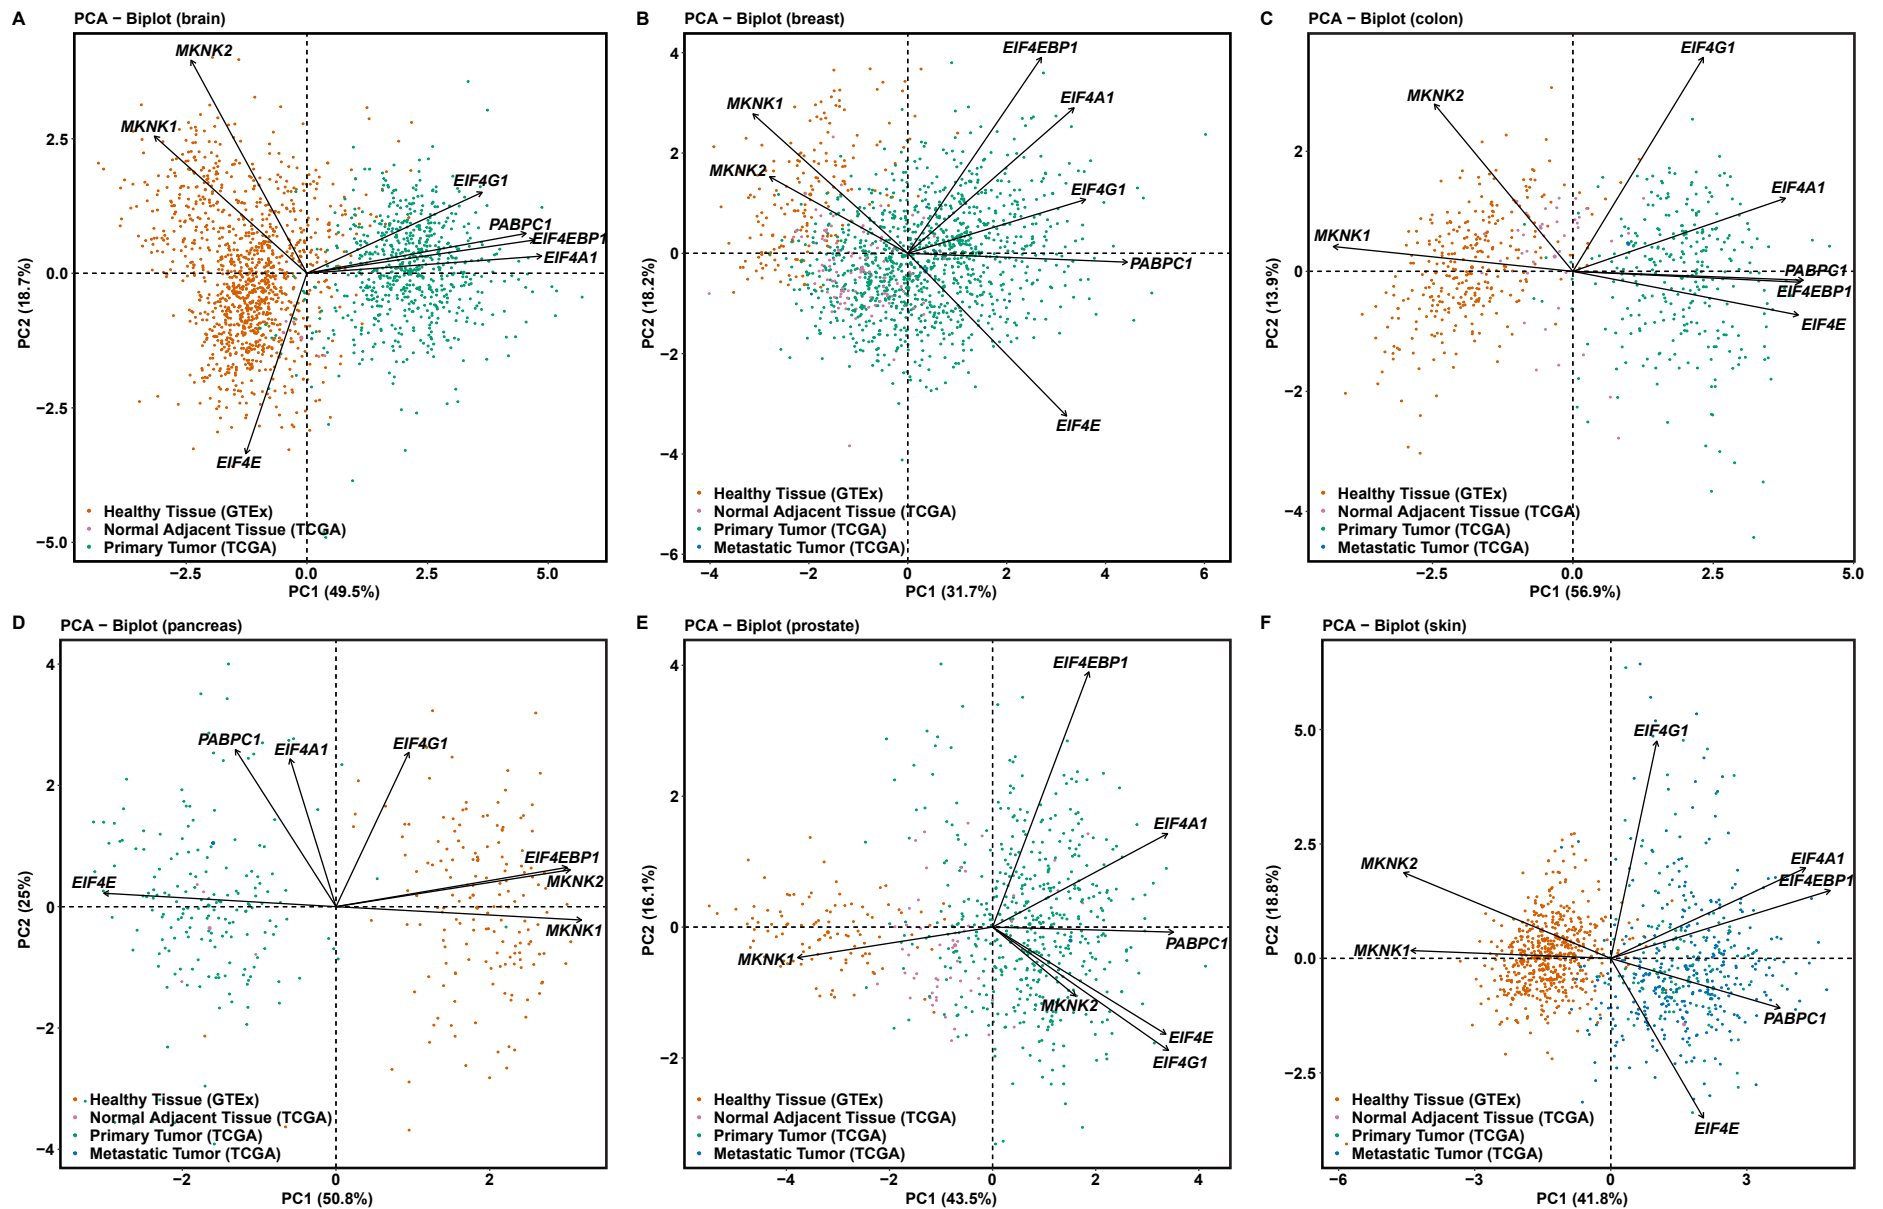 A
PCA − Biplot (brain)
MKNK2
MKNK1
EIF4G1
PABPC1
EIF4EBP1
EIF4A1
EIF4E
Healthy Tissue (GTEx)
Normal Adjacent Tissue (TCGA)
Primary Tumor (TCGA)
2.5
0.0
−2.5
−5.0
PC2 (18.7%)
−2.5 0.0 2.5 5.0
PC1 (49.5%)
B
PCA − Biplot (breast)
EIF4EBP1
EIF4A1
MKNK1
MKNK2
EIF4G1
PABPC1
EIF4E
Healthy Tissue (GTEx)
Normal Adjacent Tissue (TCGA)
Primary Tumor (TCGA)
Metastatic Tumor (TCGA)
4
2
0
−2
−4
−6
PC2 (18.2%)
−4 −2 0 2 4 6
PC1 (31.7%)
C
PCA − Biplot (colon)
EIF4G1
MKNK2
EIF4A1
MKNK1
PABPC1
EIF4EBP1
EIF4E
Healthy Tissue (GTEx)
Normal Adjacent Tissue (TCGA)
Primary Tumor (TCGA)
Metastatic Tumor (TCGA)
2
0
−2
−4
PC2 (13.9%)
−2.5 0.0 2.5 5.0
PC1 (56.9%)
D
PCA − Biplot (pancreas)
PABPC1
EIF4A1
EIF4G1
EIF4EBP1
MKNK2
EIF4E
MKNK1
Healthy Tissue (GTEx)
Normal Adjacent Tissue (TCGA)
Primary Tumor (TCGA)
Metastatic Tumor (TCGA)
4
2
0
−2
−4
PC2 (25%)
−2 0 2
PC1 (50.8%)
E
PCA − Biplot (prostate)
EIF4EBP1
EIF4A1
PABPC1
MKNK1
MKNK2
EIF4E
EIF4G1
Healthy Tissue (GTEx)
Normal Adjacent Tissue (TCGA)
Primary Tumor (TCGA)
Metastatic Tumor (TCGA)
4
2
0
−2
PC2 (16.1%)
−4 −2 0 2 4
PC1 (43.5%)
F
PCA − Biplot (skin)
EIF4G1
MKNK2
EIF4A1
EIF4EBP1
MKNK1
PABPC1
EIF4E
Healthy Tissue (GTEx)
Normal Adjacent Tissue (TCGA)
Primary Tumor (TCGA)
Metastatic Tumor (TCGA)
5.0
2.5
0.0
−2.5
PC2 (18.8%)
−6 −3 0 3
PC1 (41.8%)